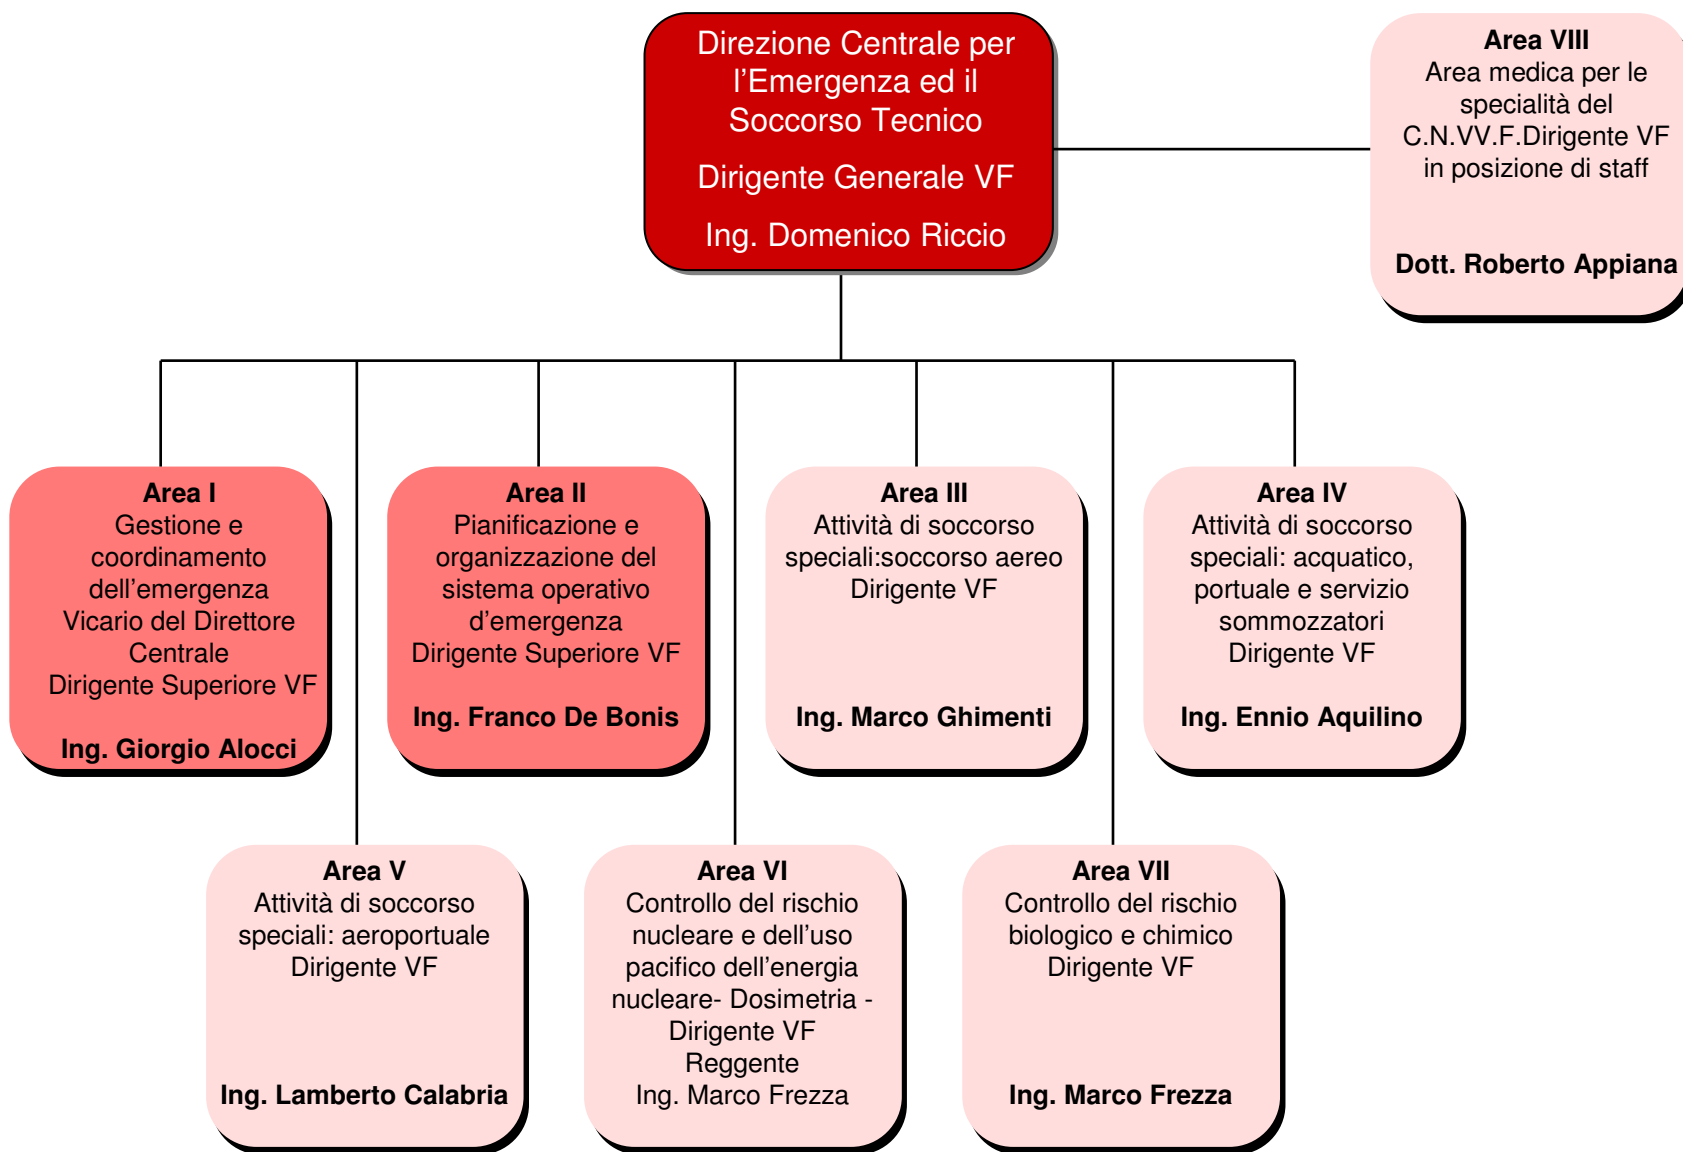 Direzione Centrale per
l'Emergenza ed il
Soccorso Tecnico
Dirigente Generale VF
Ing. Domenico Riccio
Area VIII
Area medica per le
specialità del
C.N.VV.F.Dirigente VF
in posizione di staff
Dott. Roberto Appiana
Area I
Gestione e
coordinamento
dell'emergenza
Vicario del Direttore
Centrale
Dirigente Superiore VF
Ing. Giorgio Alocci
Area II
Pianificazione e
organizzazione del
sistema operativo
d'emergenza
Dirigente Superiore VF
Ing. Franco De Bonis
Area III
Attività di soccorso
speciali:soccorso aereo
Dirigente VF
Ing. Marco Ghimenti
Area IV
Attività di soccorso
speciali: acquatico,
portuale e servizio
sommozzatori
Dirigente VF
Ing. Ennio Aquilino
Area V
Attività di soccorso
speciali: aeroportuale
Dirigente VF
Ing. Lamberto Calabria
Area VI
Controllo del rischio
nucleare e dell'uso
pacifico dell'energia
nucleare- Dosimetria -
Dirigente VF
Reggente
Ing. Marco Frezza
Area VII
Controllo del rischio
biologico e chimico
Dirigente VF
Ing. Marco Frezza